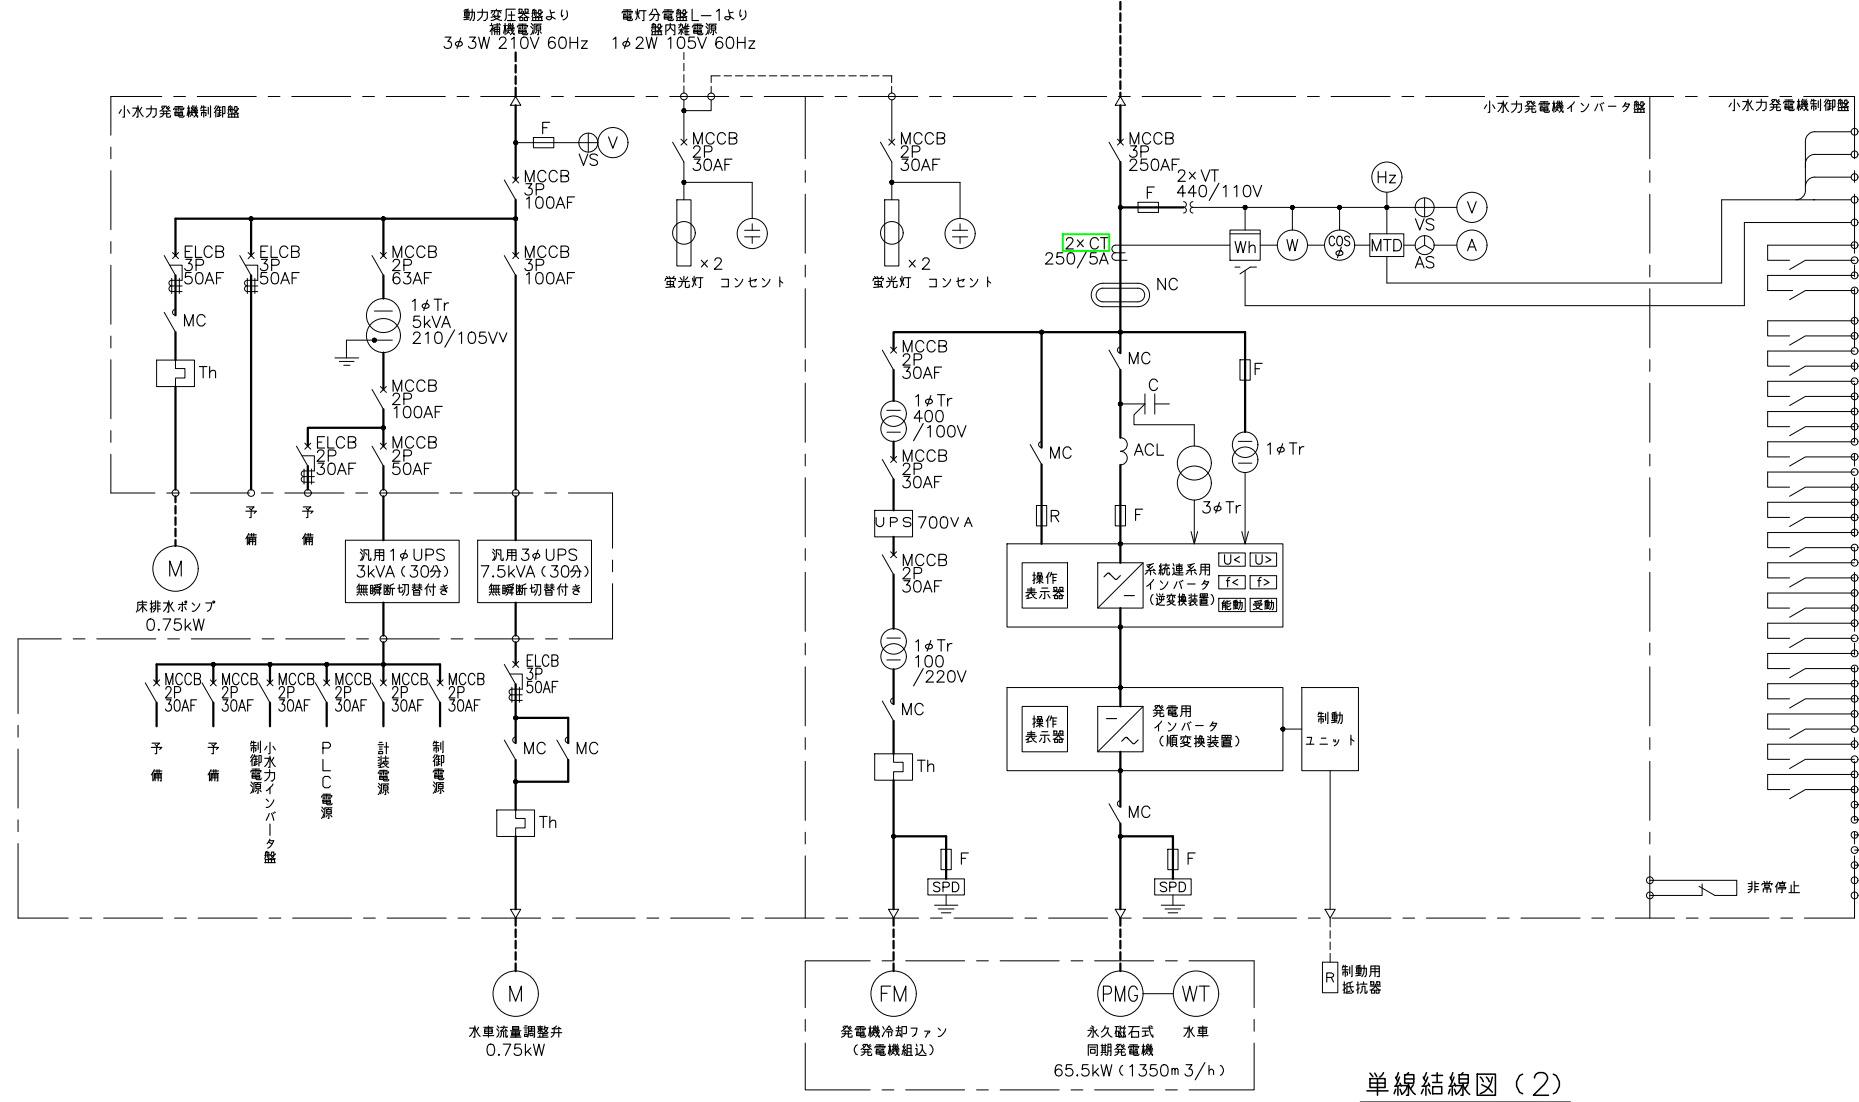 動力変圧器盤より
補機電源
3φ3W 210V 60Hz
電灯分電盤L−1より
盤内雑電源
1φ2W 105V 60Hz
小水力発電機制御盤
小水力発電機インバータ盤
小水力発電機制御盤
F
VS
V
MCCB
3P
100AF
MCCB
2P
30AF
MCCB
2P
30AF
MCCB
3P
250AF
2×VT
440/110V
F
Hz
VS
V
2×CT
250/5A
Wh
W
COS
φ
MTD
AS
A
NC
ELCB
3P
50AF
ELCB
3P
50AF
MCCB
2P
63AF
MCCB
3P
100AF
×2
蛍光灯 コンセント
×2
蛍光灯 コンセント
MC
1φTr
5kVA
210/105VV
Th
MCCB
2P
100AF
ELCB
2P
30AF
MCCB
2P
50AF
MCCB
2P
30AF
1φTr
400
/100V
MCCB
2P
30AF
UPS
700VA
MCCB
2P
30AF
MC
R
MC
C
ACL
F
3φTr
F
1φTr
予備
予備
M
床排水ポンプ
0.75kW
汎用1φUPS
3kVA(30分)
無瞬断切替付き
汎用3φUPS
7.5kVA(30分)
無瞬断切替付き
操作
表示器
系統連系用
インバータ
(逆変換装置)
U<
U>
f<
f>
能動
受動
1φTr
100
/220V
MC
Th
MCCB
2P
30AF
MCCB
2P
30AF
MCCB
2P
30AF
MCCB
2P
30AF
MCCB
2P
30AF
MCCB
2P
30AF
ELCB
3P
50AF
予備
予備
小水力インバータ盤
制御電源
PLC電源
計装電源
制御電源
MC
MC
Th
操作
表示器
発電用
インバータ
(順変換装置)
制動
ユニット
MC
F
SPD
F
SPD
非常停止
M
水車流量調整弁
0.75kW
FM
発電機冷却ファン
(発電機組込)
PMG
永久磁石式
同期発電機
65.5kW(1350m3/h)
WT
水車
R
制動用
抵抗器
単線結線図(2)